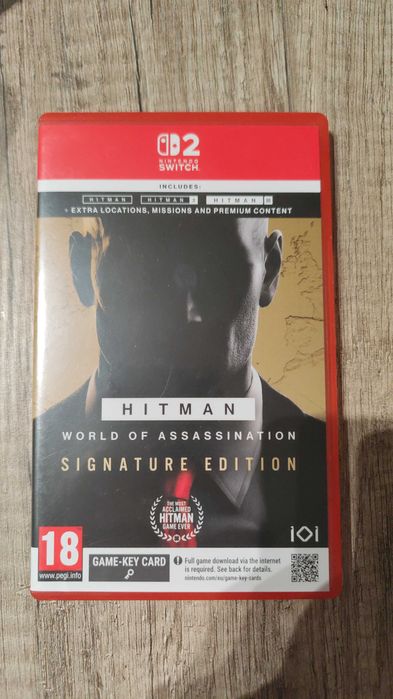 2
NINTENDO
SWITCH
INCLUDES:
HITMAN HITMAN 2 HITMAN III
+ EXTRA LOCATIONS, MISSIONS AND PREMIUM CONTENT
HITMAN
WORLD OF ASSASSINATION
SIGNATURE EDITION
THE MOST
ACCLAIMED
HITMAN
GAME EVER
18
www.pegi.info
GAME-KEY CARD
! Full game download via the internet
is required. See back for details.
nintendo.com/eu/game-key-cards
IOI